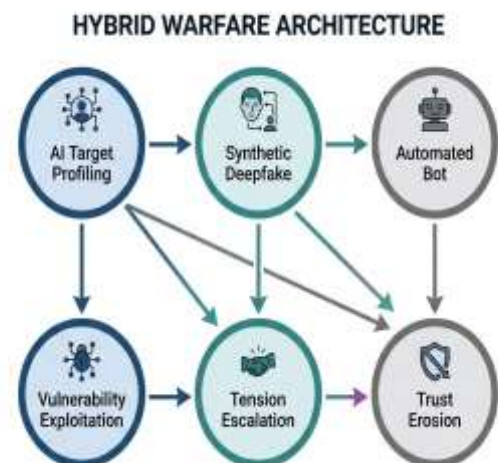 HYBRID WARFARE ARCHITECTURE
AI Target
Profiling
Synthetic
Deepfake
Automated
Bot
Vulnerability
Exploitation
Tension
Escalation
Trust
Erosion